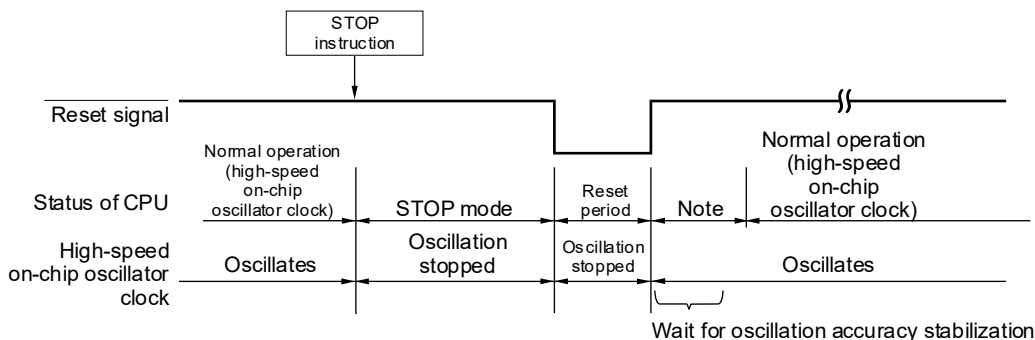 STOP
instruction
Reset signal
Normal operation
(high-speed
on-chip
oscillator clock)
Normal operation
(high-speed
on-chip
oscillator clock)
Status of CPU
STOP mode
Reset
period
Note
High-speed
on-chip oscillator
clock
Oscillates
Oscillation
stopped
Oscillation
stopped
Oscillates
Wait for oscillation accuracy stabilization